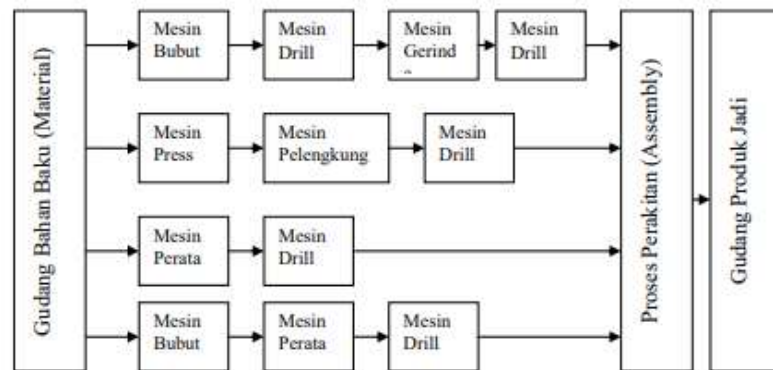 Gudang Bahan Baku (Material)
Mesin
Bubut
Mesin
Drill
Mesin
Gerind
Mesin
Drill
Mesin
Press
Mesin
Pelengkung
Mesin
Drill
Mesin
Perata
Mesin
Drill
Mesin
Bubut
Mesin
Perata
Mesin
Drill
Proses Perakitan (Assembly)
Gudang Produk Jadi